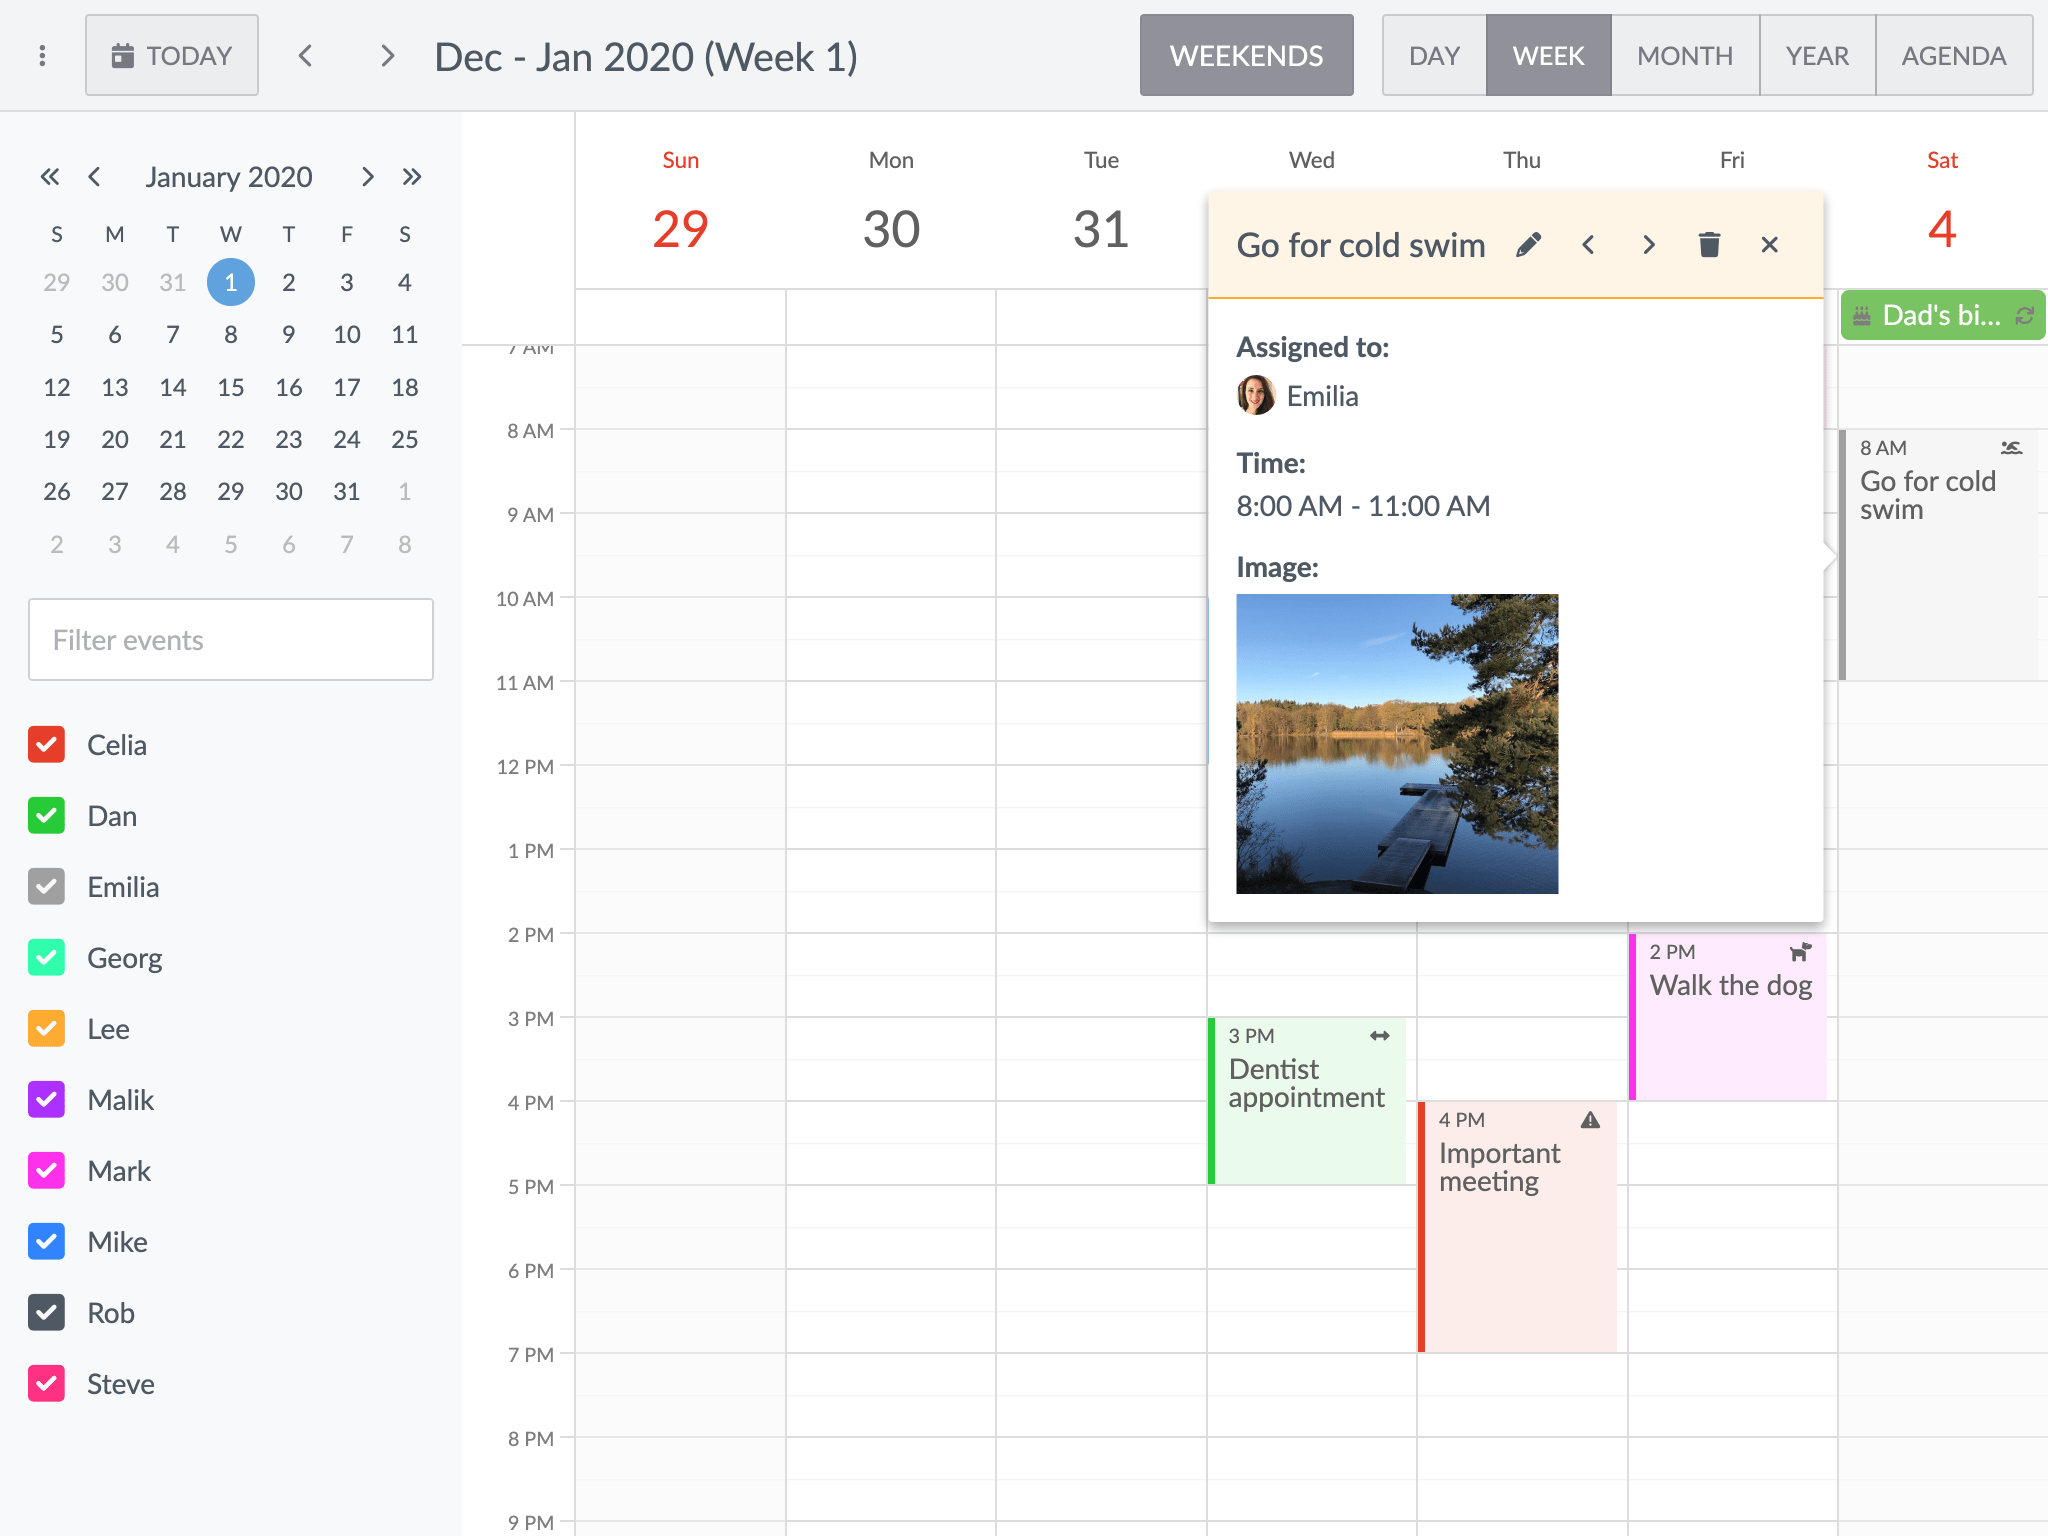 TODAY
Dec - Jan 2020 (Week 1)
WEEKENDS
DAY WEEK MONTH YEAR AGENDA
January 2020
S M T W T F S
29 30 31 1 2 3 4
5 6 7 8 9 10 11
12 13 14 15 16 17 18
19 20 21 22 23 24 25
26 27 28 29 30 31 1
2 3 4 5 6 7 8
Filter events
Celia
Dan
Emilia
Georg
Lee
Malik
Mark
Mike
Rob
Steve
Sun Mon Tue Wed Thu Fri Sat
29 30 31 4
Dad's bi...
7 AM
8 AM
9 AM
10 AM
11 AM
12 PM
1 PM
2 PM
3 PM
4 PM
5 PM
6 PM
7 PM
8 PM
9 PM
Go for cold swim
Assigned to:
Emilia
Time:
8:00 AM - 11:00 AM
Image:
3 PM
Dentist
appointment
4 PM
Important
meeting
2 PM
Walk the dog
8 AM
Go for cold
swim